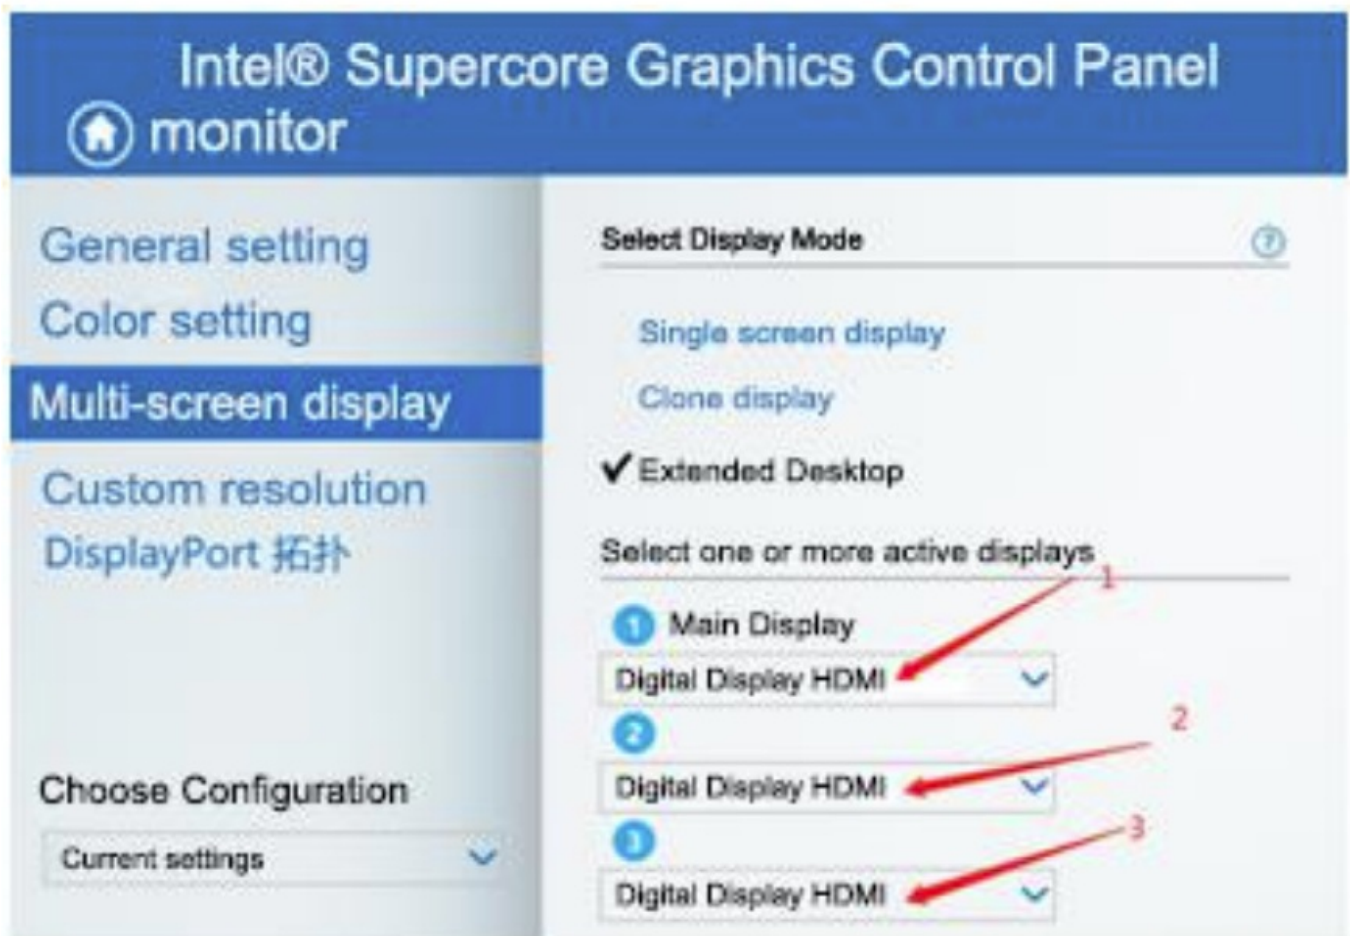 Intel® Supercore Graphics Control Panel
monitor
General setting
Color setting
Multi-screen display
Custom resolution
DisplayPort 拓扑
Choose Configuration
Current settings
Select Display Mode
?
Single screen display
Clone display
Extended Desktop
Select one or more active displays
1
1 Main Display
Digital Display HDMI
2
2
Digital Display HDMI
3
3
Digital Display HDMI